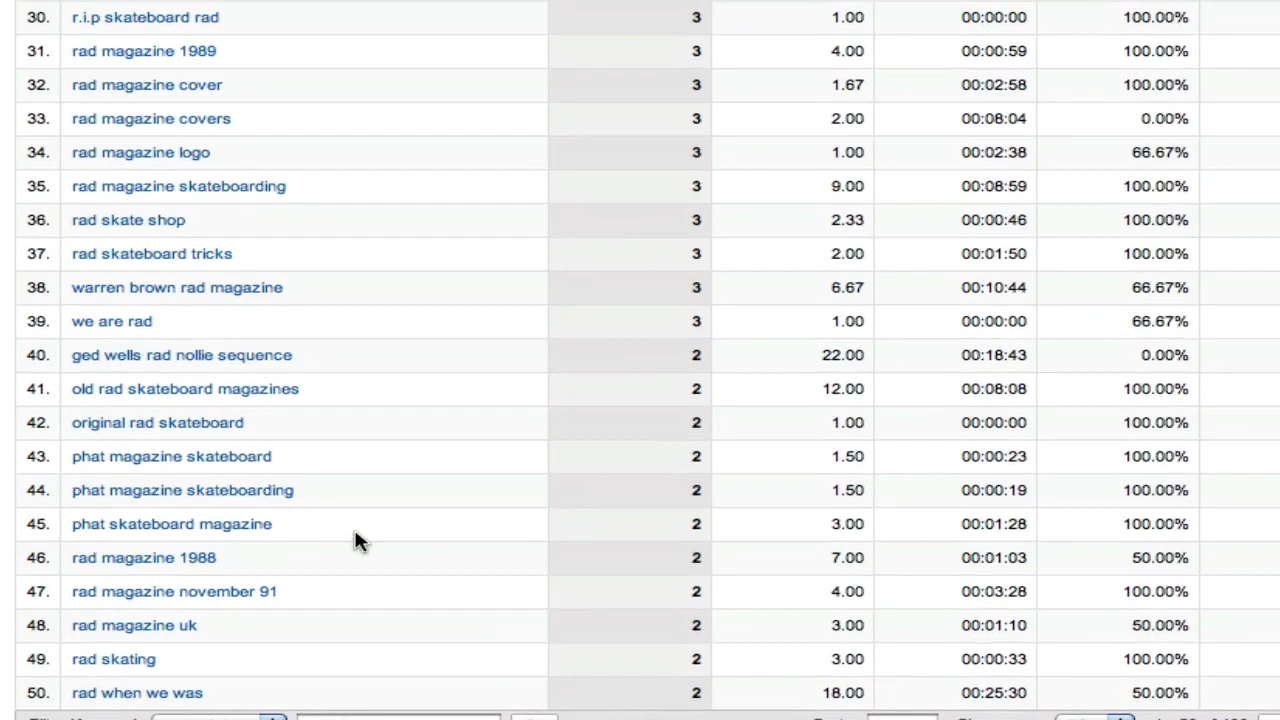 30. r.i.p skateboard rad 3 1.00 00:00:00 100.00%
31. rad magazine 1989 3 4.00 00:00:59 100.00%
32. rad magazine cover 3 1.67 00:02:58 100.00%
33. rad magazine covers 3 2.00 00:08:04 0.00%
34. rad magazine logo 3 1.00 00:02:38 66.67%
35. rad magazine skateboarding 3 9.00 00:08:59 100.00%
36. rad skate shop 3 2.33 00:00:46 100.00%
37. rad skateboard tricks 3 2.00 00:01:50 100.00%
38. warren brown rad magazine 3 6.67 00:10:44 66.67%
39. we are rad 3 1.00 00:00:00 66.67%
40. ged wells rad nollie sequence 2 22.00 00:18:43 0.00%
41. old rad skateboard magazines 2 12.00 00:08:08 100.00%
42. original rad skateboard 2 1.00 00:00:00 100.00%
43. phat magazine skateboard 2 1.50 00:00:23 100.00%
44. phat magazine skateboarding 2 1.50 00:00:19 100.00%
45. phat skateboard magazine 2 3.00 00:01:28 100.00%
46. rad magazine 1988 2 7.00 00:01:03 50.00%
47. rad magazine november 91 2 4.00 00:03:28 100.00%
48. rad magazine uk 2 3.00 00:01:10 50.00%
49. rad skating 2 3.00 00:00:33 100.00%
50. rad when we was 2 18.00 00:25:30 50.00%